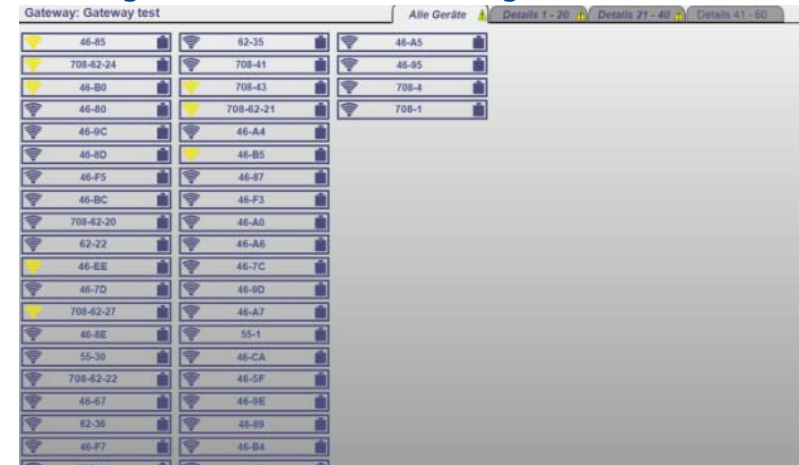 Gateway: Gateway test
Alle Geräte
Details 1 - 20
Details 21 - 40
Details 41 - 60
46-85 62-35 46-A5
708-62-24 708-41 46-95
46-B0 708-43 708-4
46-80 708-62-21 708-1
46-9C 46-A4
46-8D 46-B5
46-F5 46-87
46-BC 46-F3
708-62-20 46-A0
62-22 46-A6
46-EE 46-7C
46-7D 46-9D
708-62-27 46-A7
46-8E 55-1
55-30 46-CA
708-62-22 46-5F
46-67 46-9E
62-36 46-89
46-F7 46-B4